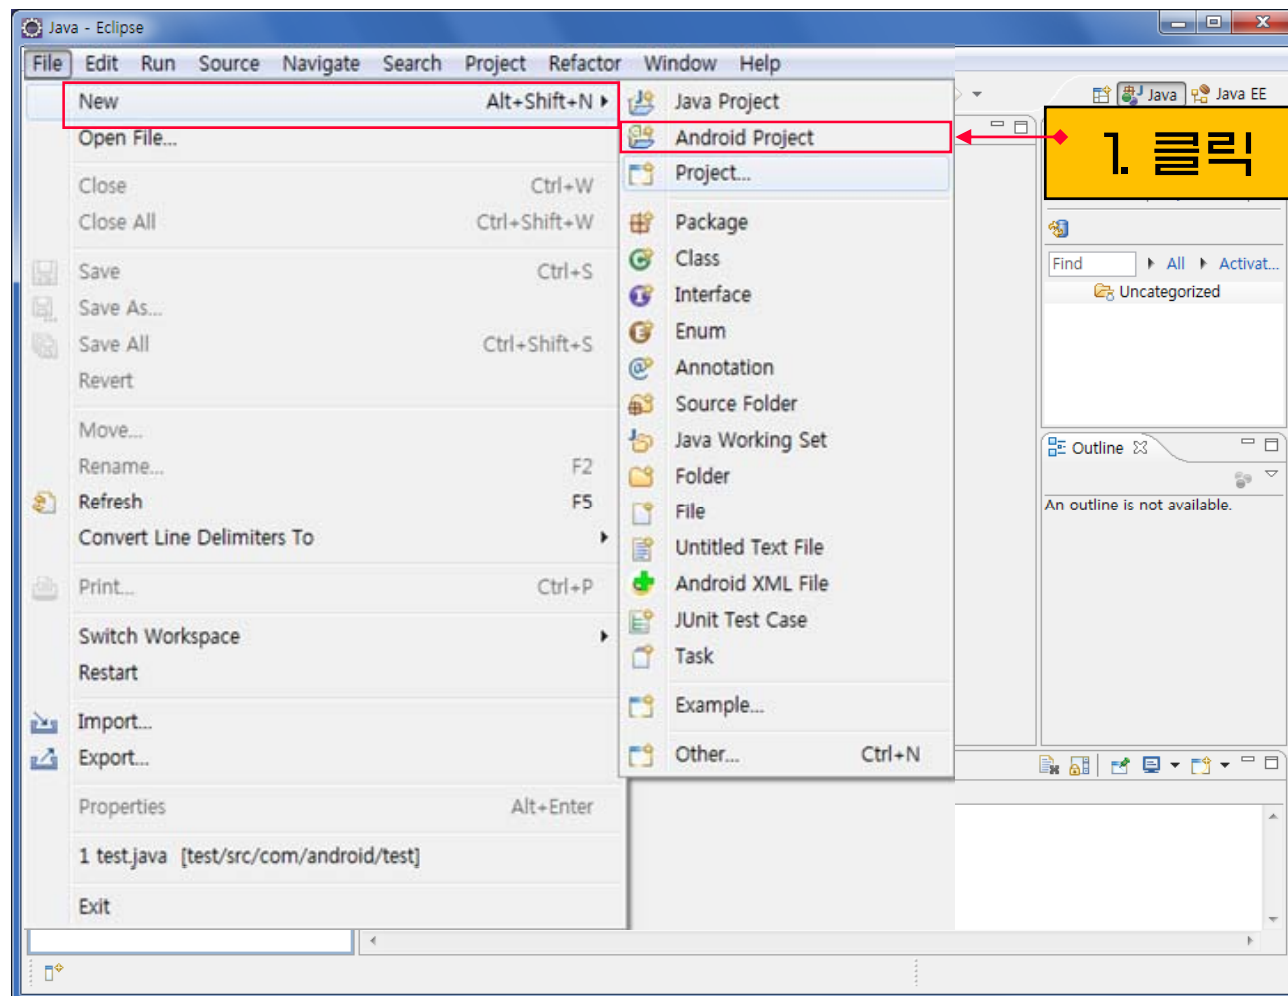 Java - Eclipse
File Edit Run Source Navigate Search Project Refactor Window Help
New Alt+Shift+N
Open File...
Close Ctrl+W
Close All Ctrl+Shift+W
Save Ctrl+S
Save As...
Save All Ctrl+Shift+S
Revert
Move...
Rename... F2
Refresh F5
Convert Line Delimiters To
Print... Ctrl+P
Switch Workspace
Restart
Import...
Export...
Properties Alt+Enter
1 test.java [test/src/com/android/test]
Exit
Java Project
Android Project
Project...
Package
Class
Interface
Enum
Annotation
Source Folder
Java Working Set
Folder
File
Untitled Text File
Android XML File
JUnit Test Case
Task
Example...
Other... Ctrl+N
Java Java EE
1. 클릭
Find All Activat...
Uncategorized
Outline
An outline is not available.